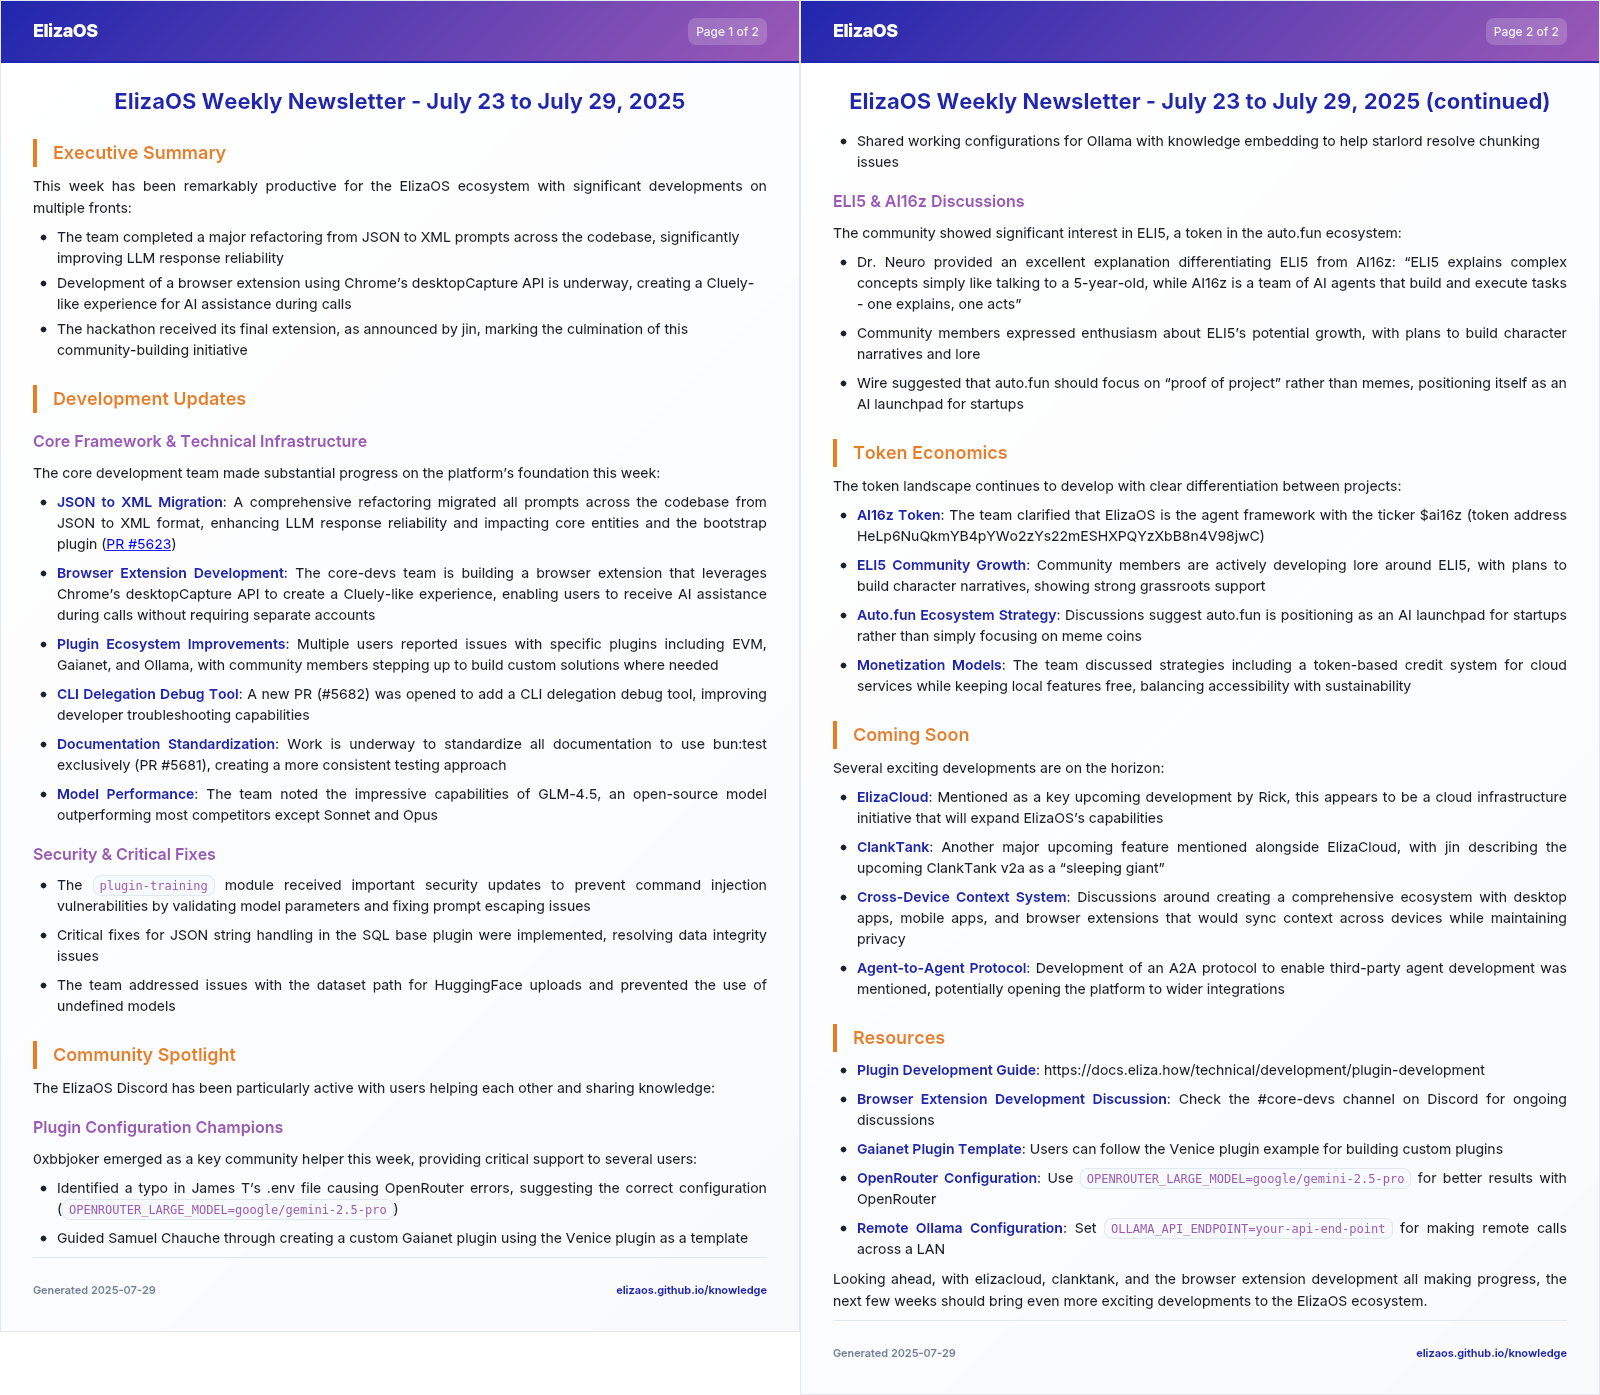 ElizaOS
Page 1 of 2
ElizaOS Weekly Newsletter - July 23 to July 29, 2025
Executive Summary
This week has been remarkably productive for the ElizaOS ecosystem with significant developments on
multiple fronts:
• The team completed a major refactoring from JSON to XML prompts across the codebase, significantly
improving LLM response reliability
• Development of a browser extension using Chrome’s desktopCapture API is underway, creating a Cluely-
like experience for AI assistance during calls
• The hackathon received its final extension, as announced by jin, marking the culmination of this
community-building initiative
Development Updates
Core Framework & Technical Infrastructure
The core development team made substantial progress on the platform’s foundation this week:
• JSON to XML Migration: A comprehensive refactoring migrated all prompts across the codebase from
JSON to XML format, enhancing LLM response reliability and impacting core entities and the bootstrap
plugin (PR #5623)
• Browser Extension Development: The core-devs team is building a browser extension that leverages
Chrome’s desktopCapture API to create a Cluely-like experience, enabling users to receive AI assistance
during calls without requiring separate accounts
• Plugin Ecosystem Improvements: Multiple users reported issues with specific plugins including EVM,
Gaianet, and Ollama, with community members stepping up to build custom solutions where needed
• CLI Delegation Debug Tool: A new PR (#5682) was opened to add a CLI delegation debug tool, improving
developer troubleshooting capabilities
• Documentation Standardization: Work is underway to standardize all documentation to use bun:test
exclusively (PR #5681), creating a more consistent testing approach
• Model Performance: The team noted the impressive capabilities of GLM-4.5, an open-source model
outperforming most competitors except Sonnet and Opus
Security & Critical Fixes
• The plugin-training module received important security updates to prevent command injection
vulnerabilities by validating model parameters and fixing prompt escaping issues
• Critical fixes for JSON string handling in the SQL base plugin were implemented, resolving data integrity
issues
• The team addressed issues with the dataset path for HuggingFace uploads and prevented the use of
undefined models
Community Spotlight
The ElizaOS Discord has been particularly active with users helping each other and sharing knowledge:
Plugin Configuration Champions
0xbbjoker emerged as a key community helper this week, providing critical support to several users:
• Identified a typo in James T’s .env file causing OpenRouter errors, suggesting the correct configuration
(OPENROUTER_LARGE_MODEL=google/gemini-2.5-pro)
• Guided Samuel Chauche through creating a custom Gaianet plugin using the Venice plugin as a template
Generated 2025-07-29
elizaos.github.io/knowledge
ElizaOS
Page 2 of 2
ElizaOS Weekly Newsletter - July 23 to July 29, 2025 (continued)
• Shared working configurations for Ollama with knowledge embedding to help starlord resolve chunking
issues
ELI5 & AI16z Discussions
The community showed significant interest in ELI5, a token in the auto.fun ecosystem:
• Dr. Neuro provided an excellent explanation differentiating ELI5 from AI16z: “ELI5 explains complex
concepts simply like talking to a 5-year-old, while AI16z is a team of AI agents that build and execute tasks
- one explains, one acts”
• Community members expressed enthusiasm about ELI5’s potential growth, with plans to build character
narratives and lore
• Wire suggested that auto.fun should focus on “proof of project” rather than memes, positioning itself as an
AI launchpad for startups
Token Economics
The token landscape continues to develop with clear differentiation between projects:
• AI16z Token: The team clarified that ElizaOS is the agent framework with the ticker $ai16z (token address
HeLp6NuQkmYB4pYWo2zYs22mESHXPQYzXbB8n4V98jwC)
• ELI5 Community Growth: Community members are actively developing lore around ELI5, with plans to
build character narratives, showing strong grassroots support
• Auto.fun Ecosystem Strategy: Discussions suggest auto.fun is positioning as an AI launchpad for startups
rather than simply focusing on meme coins
• Monetization Models: The team discussed strategies including a token-based credit system for cloud
services while keeping local features free, balancing accessibility with sustainability
Coming Soon
Several exciting developments are on the horizon:
• ElizaCloud: Mentioned as a key upcoming development by Rick, this appears to be a cloud infrastructure
initiative that will expand ElizaOS’s capabilities
• ClankTank: Another major upcoming feature mentioned alongside ElizaCloud, with jin describing the
upcoming ClankTank v2a as a “sleeping giant”
• Cross-Device Context System: Discussions around creating a comprehensive ecosystem with desktop
apps, mobile apps, and browser extensions that would sync context across devices while maintaining
privacy
• Agent-to-Agent Protocol: Development of an A2A protocol to enable third-party agent development was
mentioned, potentially opening the platform to wider integrations
Resources
• Plugin Development Guide: https://docs.eliza.how/technical/development/plugin-development
• Browser Extension Development Discussion: Check the #core-devs channel on Discord for ongoing
discussions
• Gaianet Plugin Template: Users can follow the Venice plugin example for building custom plugins
• OpenRouter Configuration: Use OPENROUTER_LARGE_MODEL=google/gemini-2.5-pro for better results with
OpenRouter
• Remote Ollama Configuration: Set OLLAMA_API_ENDPOINT=your-api-end-point for making remote calls
across a LAN
Looking ahead, with elizacloud, clanktank, and the browser extension development all making progress, the
next few weeks should bring even more exciting developments to the ElizaOS ecosystem.
Generated 2025-07-29
elizaos.github.io/knowledge